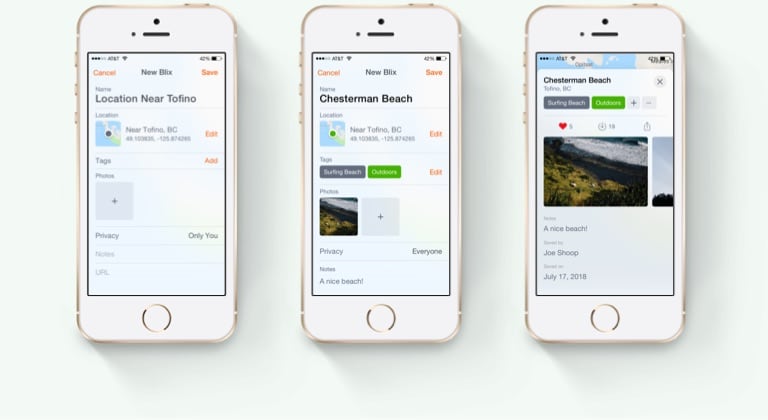 AT&T 42%
Cancel New Blix Save
Name
Location Near Tofino
Location
Near Tofino, BC
49.103835, -125.874265
Edit
Tags Add
Photos
+
Privacy Only You
Notes
URL
AT&T 42%
Cancel New Blix Save
Name
Chesterman Beach
Location
Near Tofino, BC
49.103835, -125.874265
Edit
Tags
Surfing Beach Outdoors Edit
Photos
+
Privacy Everyone
Notes
A nice beach!
AT&T
Chesterman Beach
Tofino, BC
Surfing Beach Outdoors +
5 19
Notes
A nice beach!
Saved by
Joe Shoop
Saved on
July 17, 2018